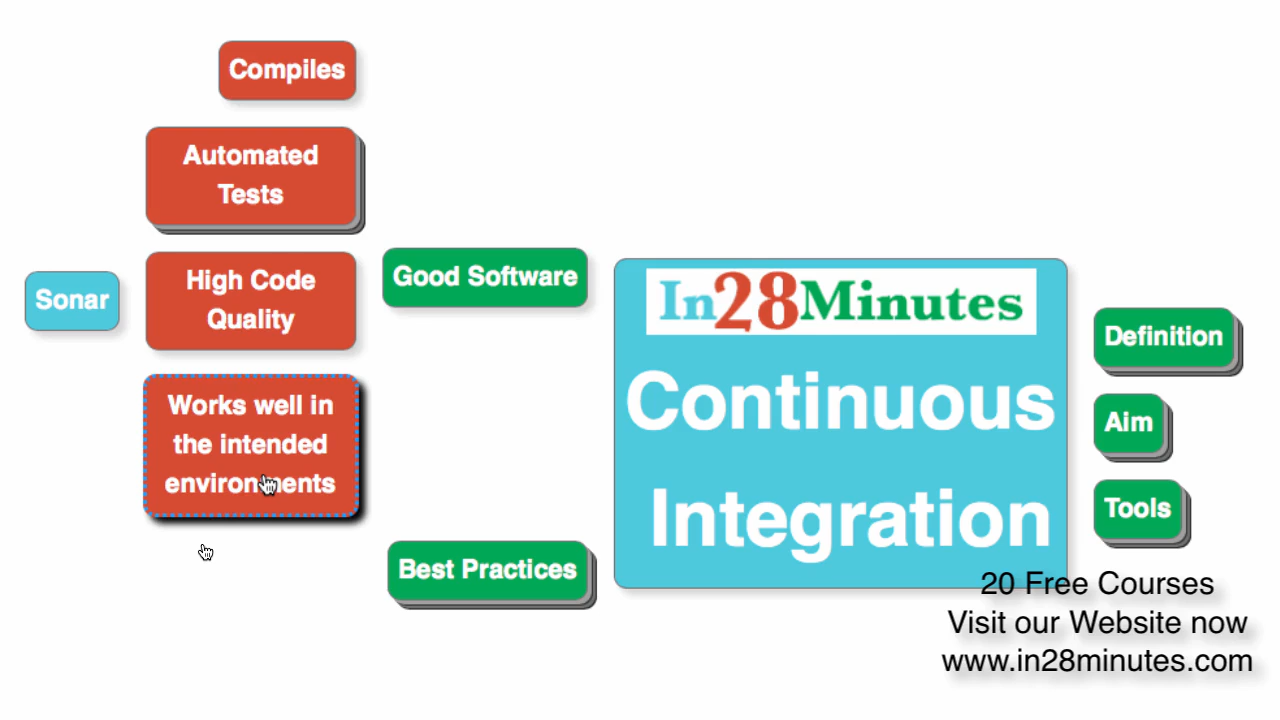 Compiles
Automated
Tests
High Code
Quality
Sonar
Works well in
the intended
environments
Good Software
Best Practices
In28Minutes
Continuous
Integration
Definition
Aim
Tools
20 Free Courses
Visit our Website now
www.in28minutes.com